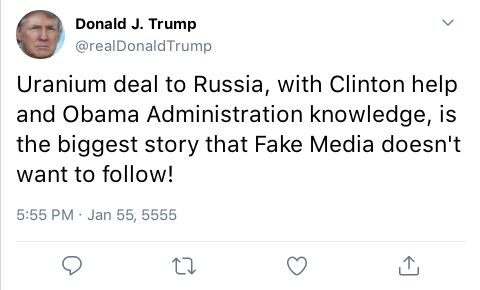 Donald J. Trump
@realDonaldTrump
Uranium deal to Russia, with Clinton help
and Obama Administration knowledge, is
the biggest story that Fake Media doesn't
want to follow!
5:55 PM · Jan 55, 5555